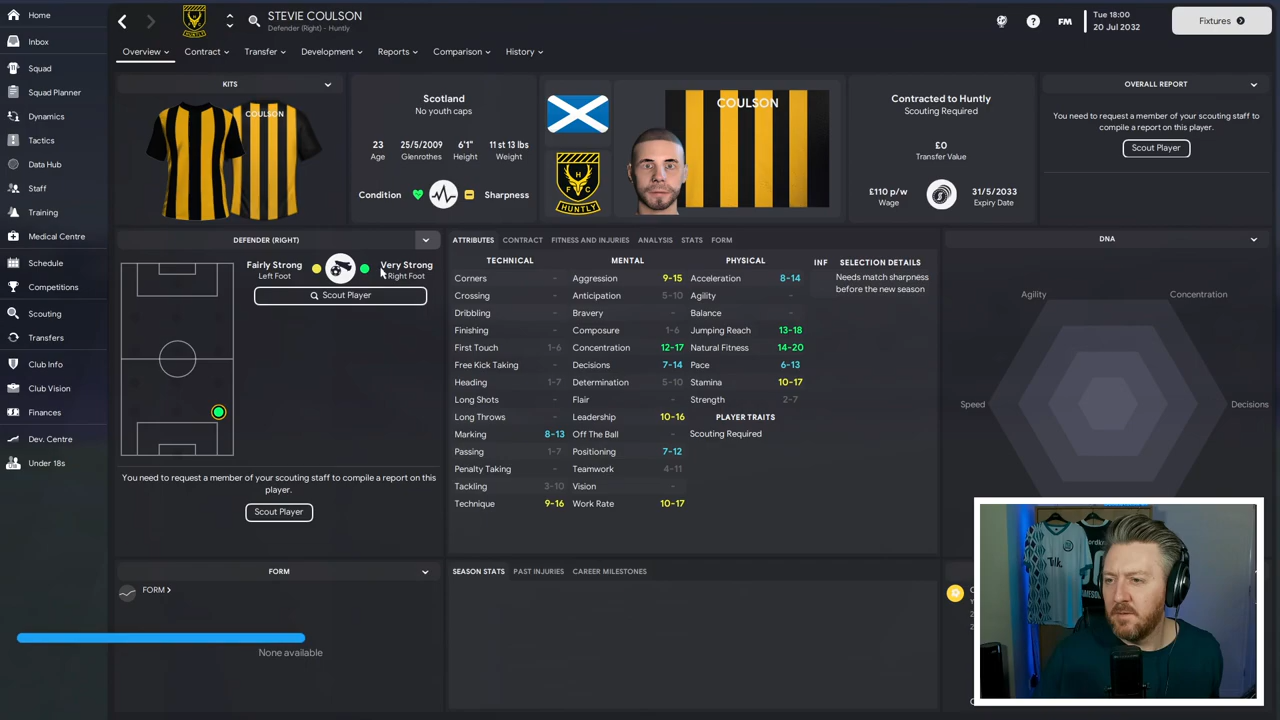 Home
Inbox
Squad
Squad Planner
Dynamics
Tactics
Data Hub
Staff
Training
Medical Centre
Schedule
Competitions
Scouting
Transfers
Club Info
Club Vision
Finances
Dev. Centre
Under 18s
HUNTLY
STEVIE COULSON
Defender (Right) - Huntly
FM
Tue 18:00
20 Jul 2032
Fixtures
Overview
Contract
Transfer
Development
Reports
Comparison
History
KITS
COULSON
Scotland
No youth caps
23
Age
25/5/2009
Glenrothes
6'1"
Height
11 st 13 lbs
Weight
Condition
Sharpness
H
F C
HUNTLY
COULSON
Contracted to Huntly
Scouting Required
£0
Transfer Value
£110 p/w
Wage
31/5/2033
Expiry Date
OVERALL REPORT
You need to request a member of your scouting staff to
compile a report on this player.
Scout Player
DEFENDER (RIGHT)
Fairly Strong
Left Foot
Very Strong
Right Foot
Scout Player
You need to request a member of your scouting staff to compile a report on this
player.
Scout Player
ATTRIBUTES CONTRACT FITNESS AND INJURIES ANALYSIS STATS FORM
TECHNICAL
Corners -
Crossing -
Dribbling -
Finishing -
First Touch 1-6
Free Kick Taking -
Heading 1-7
Long Shots -
Long Throws -
Marking 8-13
Passing 1-7
Penalty Taking -
Tackling 3-10
Technique 9-16
MENTAL
Aggression 9-15
Anticipation 5-10
Bravery -
Composure 1-6
Concentration 12-17
Decisions 7-14
Determination 5-10
Flair -
Leadership 10-16
Off The Ball -
Positioning 7-12
Teamwork 4-11
Vision -
Work Rate 10-17
PHYSICAL
Acceleration 8-14
Agility -
Balance -
Jumping Reach 13-18
Natural Fitness 14-20
Pace 6-13
Stamina 10-17
Strength 2-7
PLAYER TRAITS
Scouting Required
INF
SELECTION DETAILS
Needs match sharpness
before the new season
DNA
Agility
Concentration
Speed
Decisions
FORM
FORM
None available
SEASON STATS PAST INJURIES CAREER MILESTONES
Tilk.